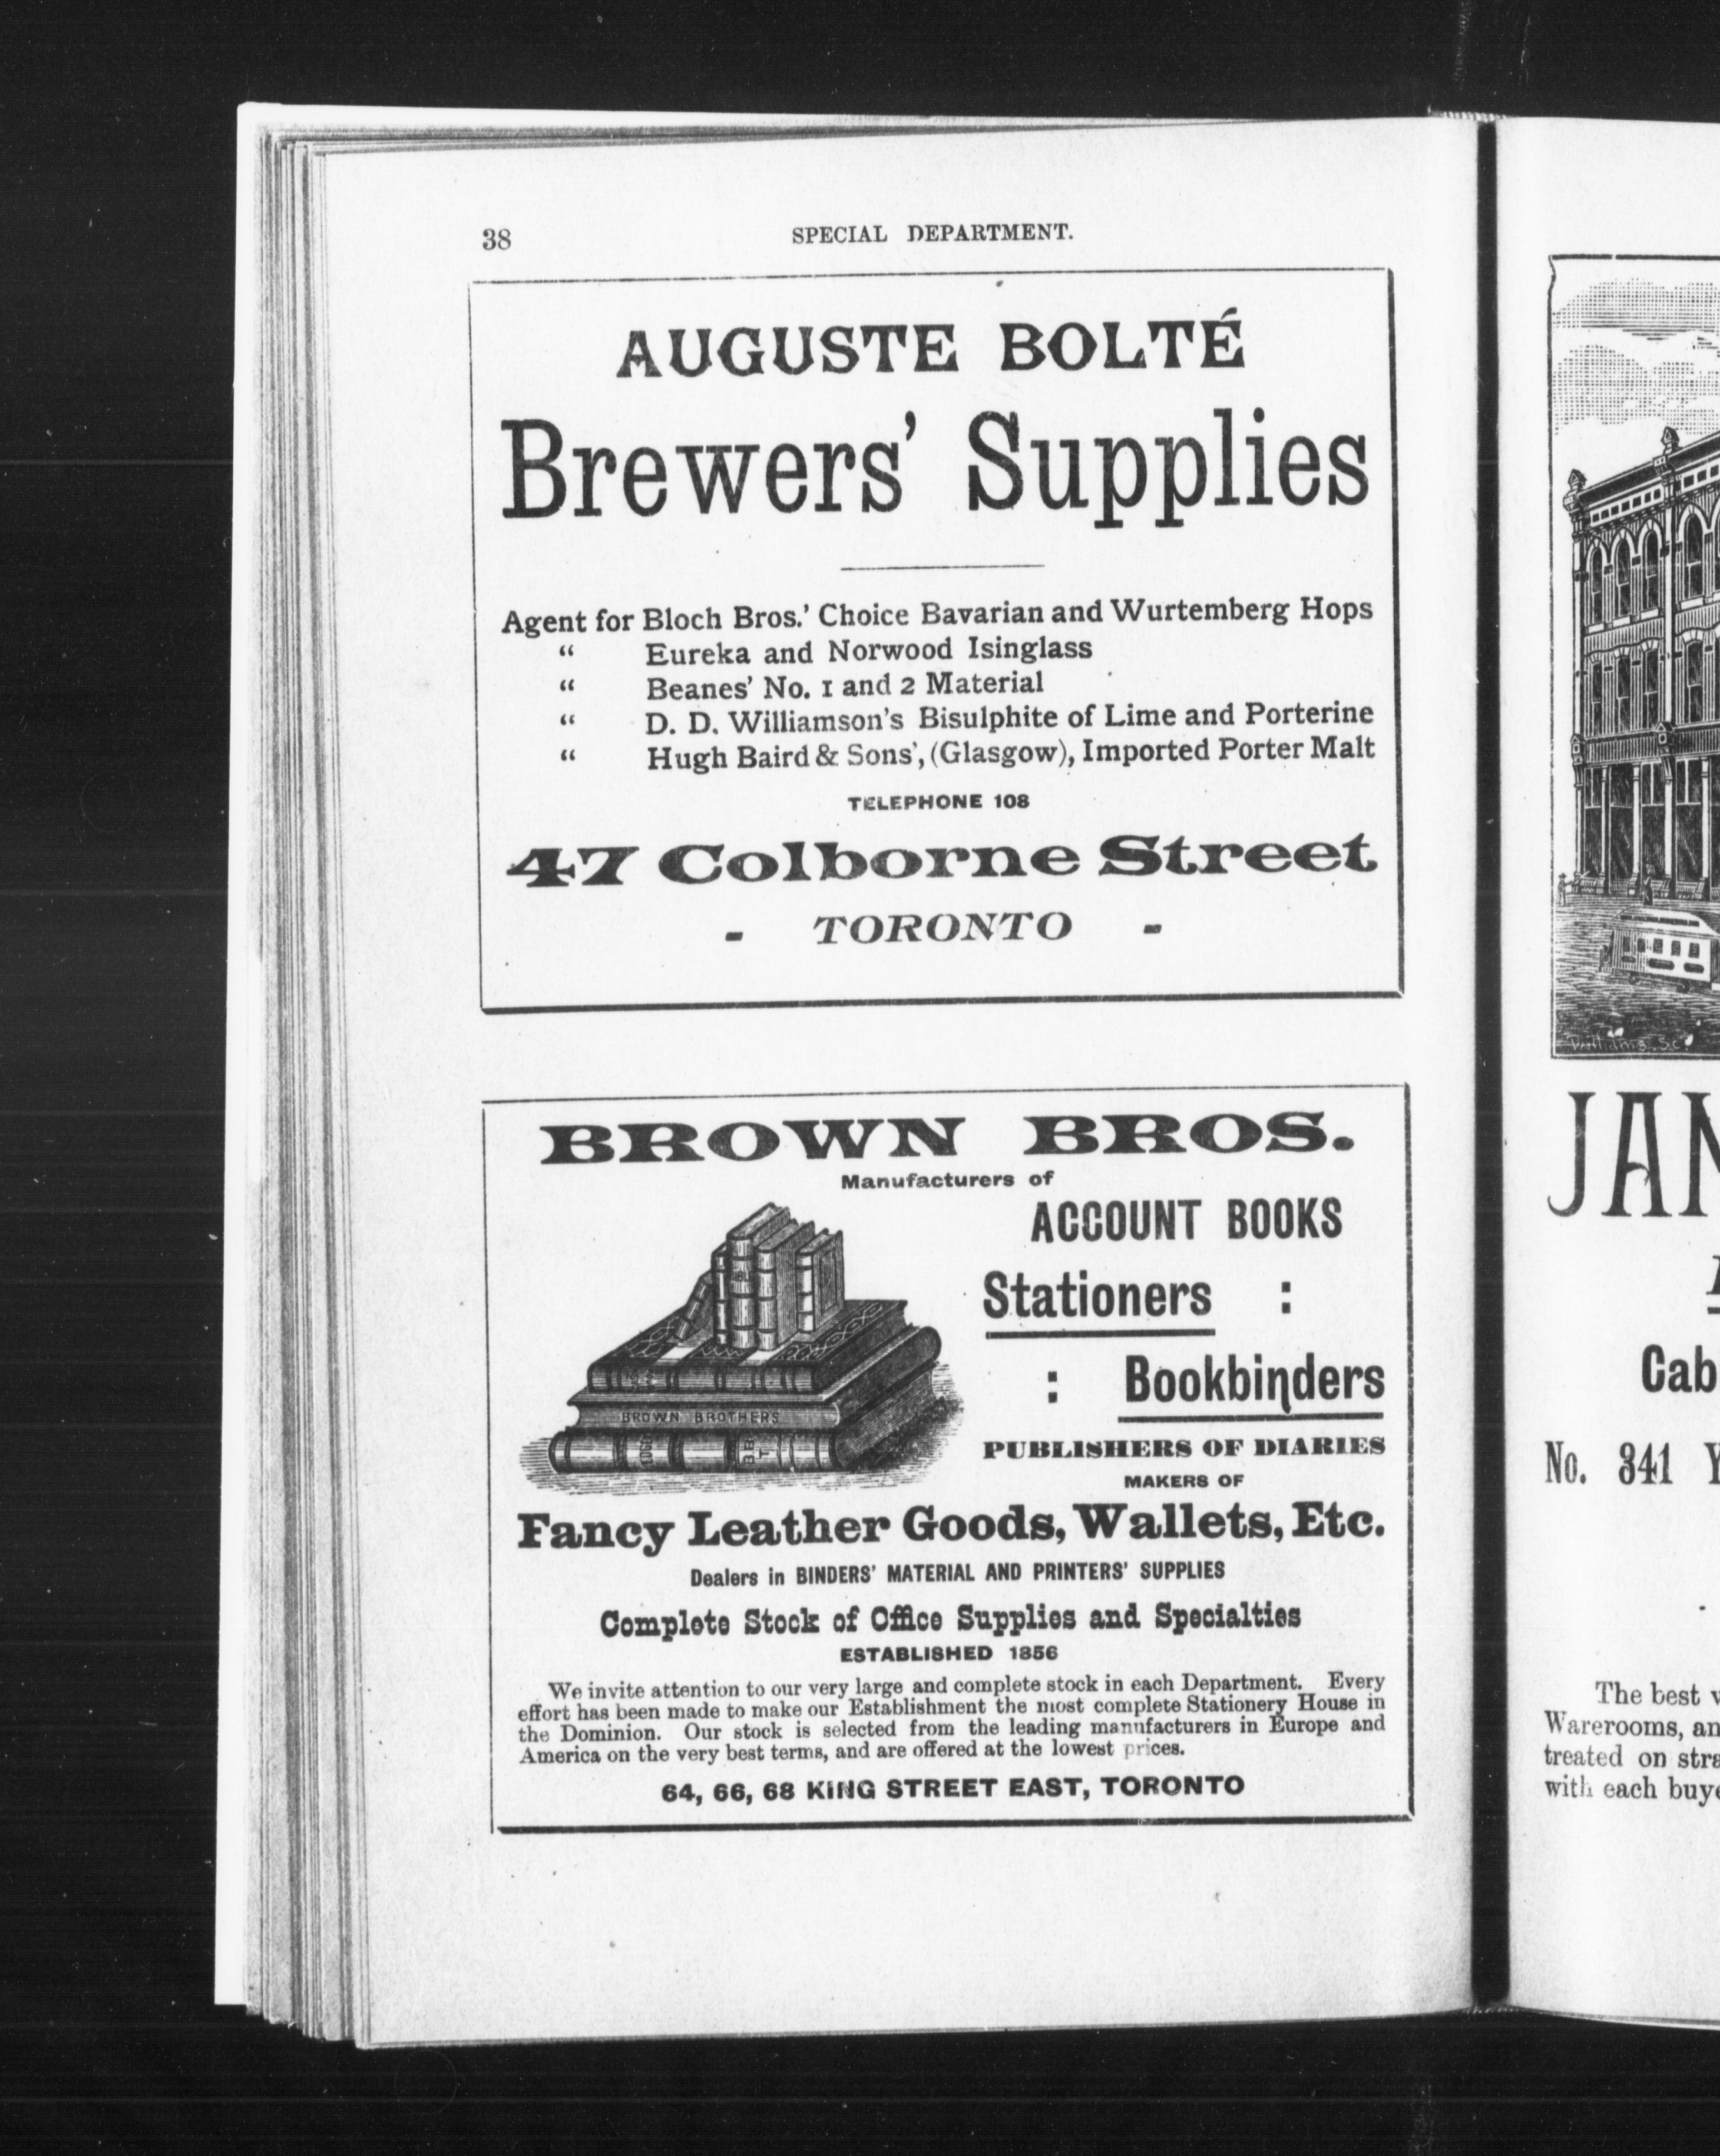 38
SPECIAL DEPARTMENT.
AUGUSTE BOLTÉ
Brewers' Supplies
Agent for Bloch Bros.' Choice Bavarian and Wurtemberg Hops
“ Eureka and Norwood Isinglass
“ Beanes' No. 1 and 2 Material
“ D. D. Williamson's Bisulphite of Lime and Porterine
“ Hugh Baird & Sons', (Glasgow), Imported Porter Malt
TELEPHONE 108
47 Colborne Street
- TORONTO -
BROWN BROS.
Manufacturers of
ACCOUNT BOOKS
Stationers :
: Bookbinders
BROWN BROTHERS
PUBLISHERS OF DIARIES
MAKERS OF
Fancy Leather Goods, Wallets, Etc.
Dealers in BINDERS' MATERIAL AND PRINTERS' SUPPLIES
Complete Stock of Office Supplies and Specialties
ESTABLISHED 1856
We invite attention to our very large and complete stock in each Department. Every
effort has been made to make our Establishment the most complete Stationery House in
the Dominion. Our stock is selected from the leading manufacturers in Europe and
America on the very best terms, and are offered at the lowest prices.
64, 66, 68 KING STREET EAST, TORONTO
Williams. Sc.
JAN
Cab
No. 341 Y
The best v
Warerooms, an
treated on stra
with each buye